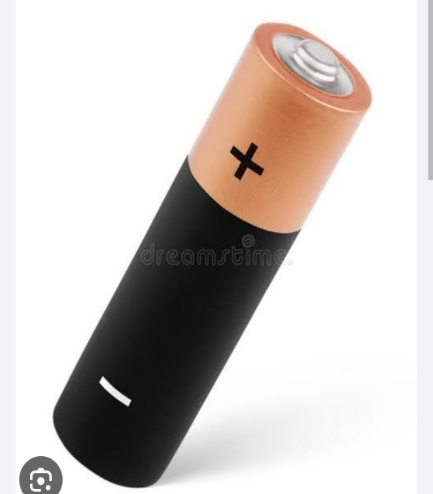 +
dreamstime.
–